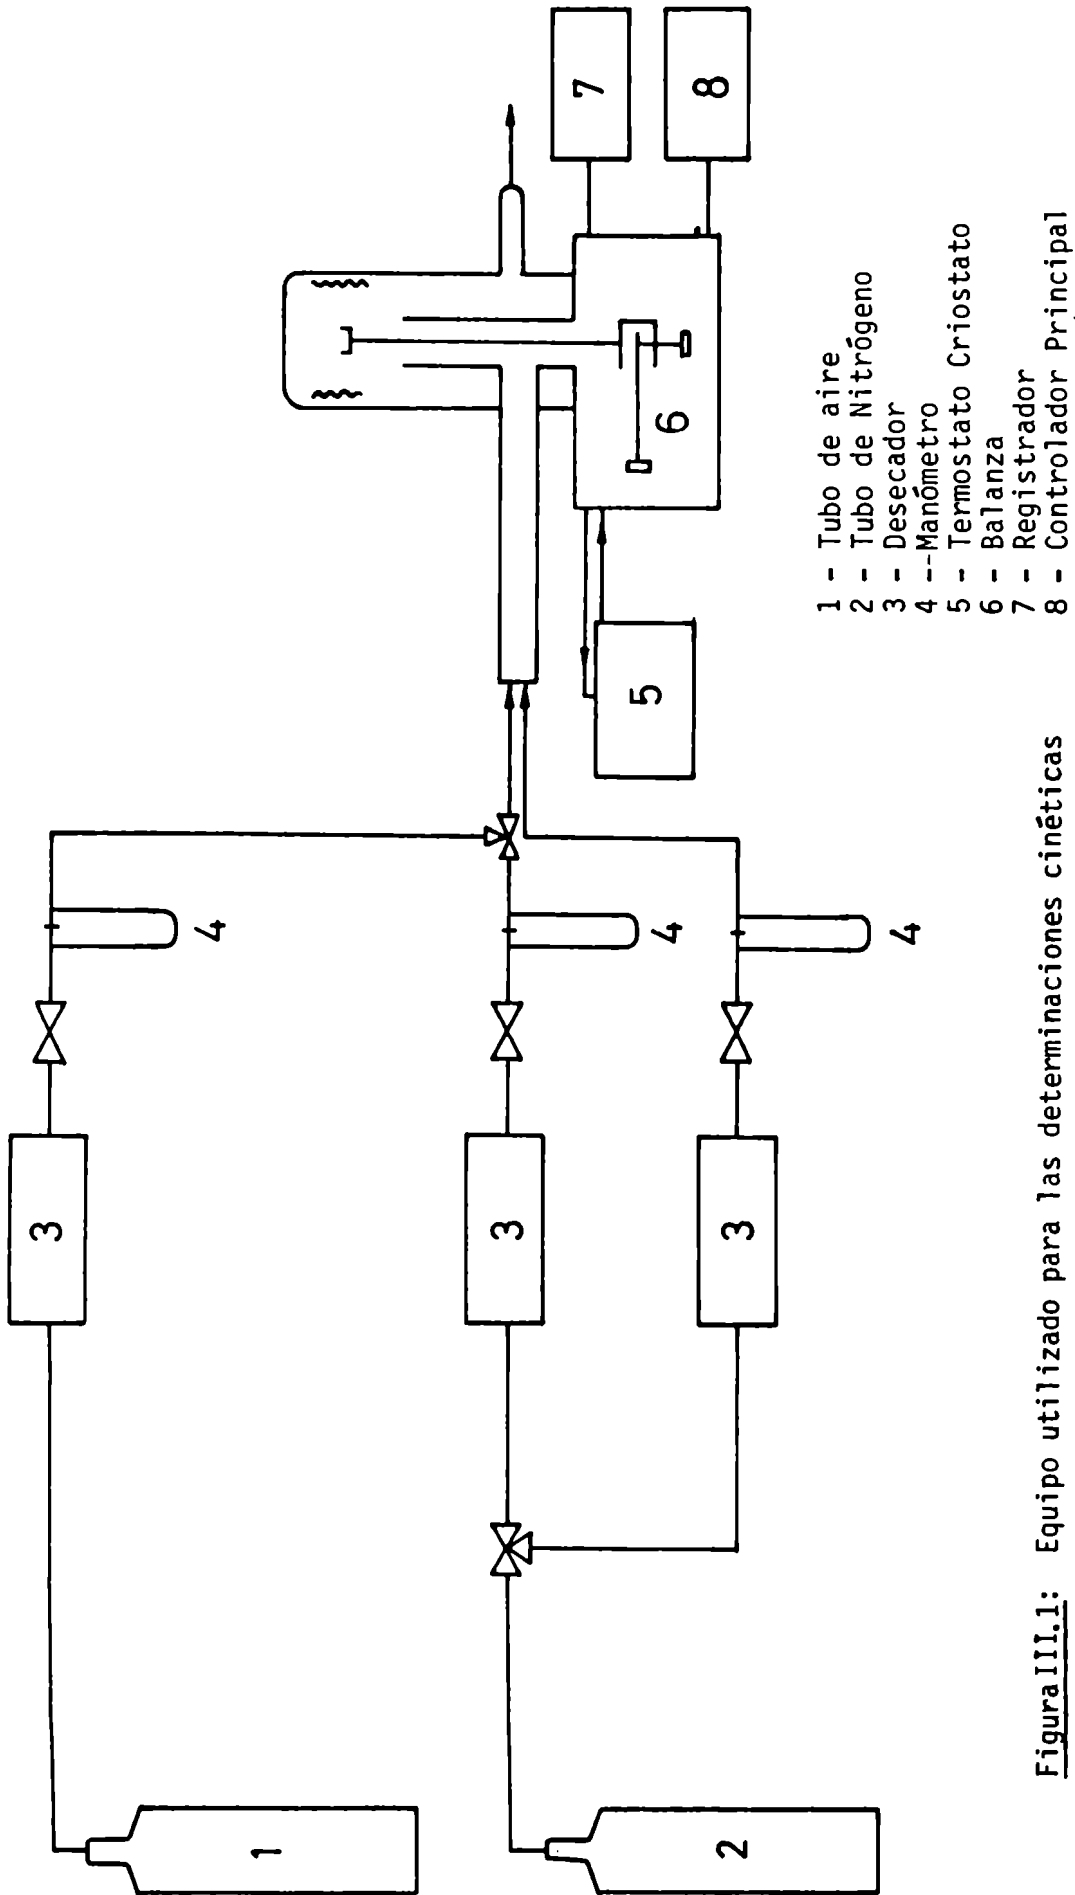 1
2
3
3
3
4
4
4
5
6
7
8
1 - Tubo de aire
2 - Tubo de Nitrógeno
3 - Desecador
4 --Manómetro
5 - Termostato Criostato
6 - Balanza
7 - Registrador
8 - Controlador Principal
Figura III.1: Equipo utilizado para las determinaciones cinéticas